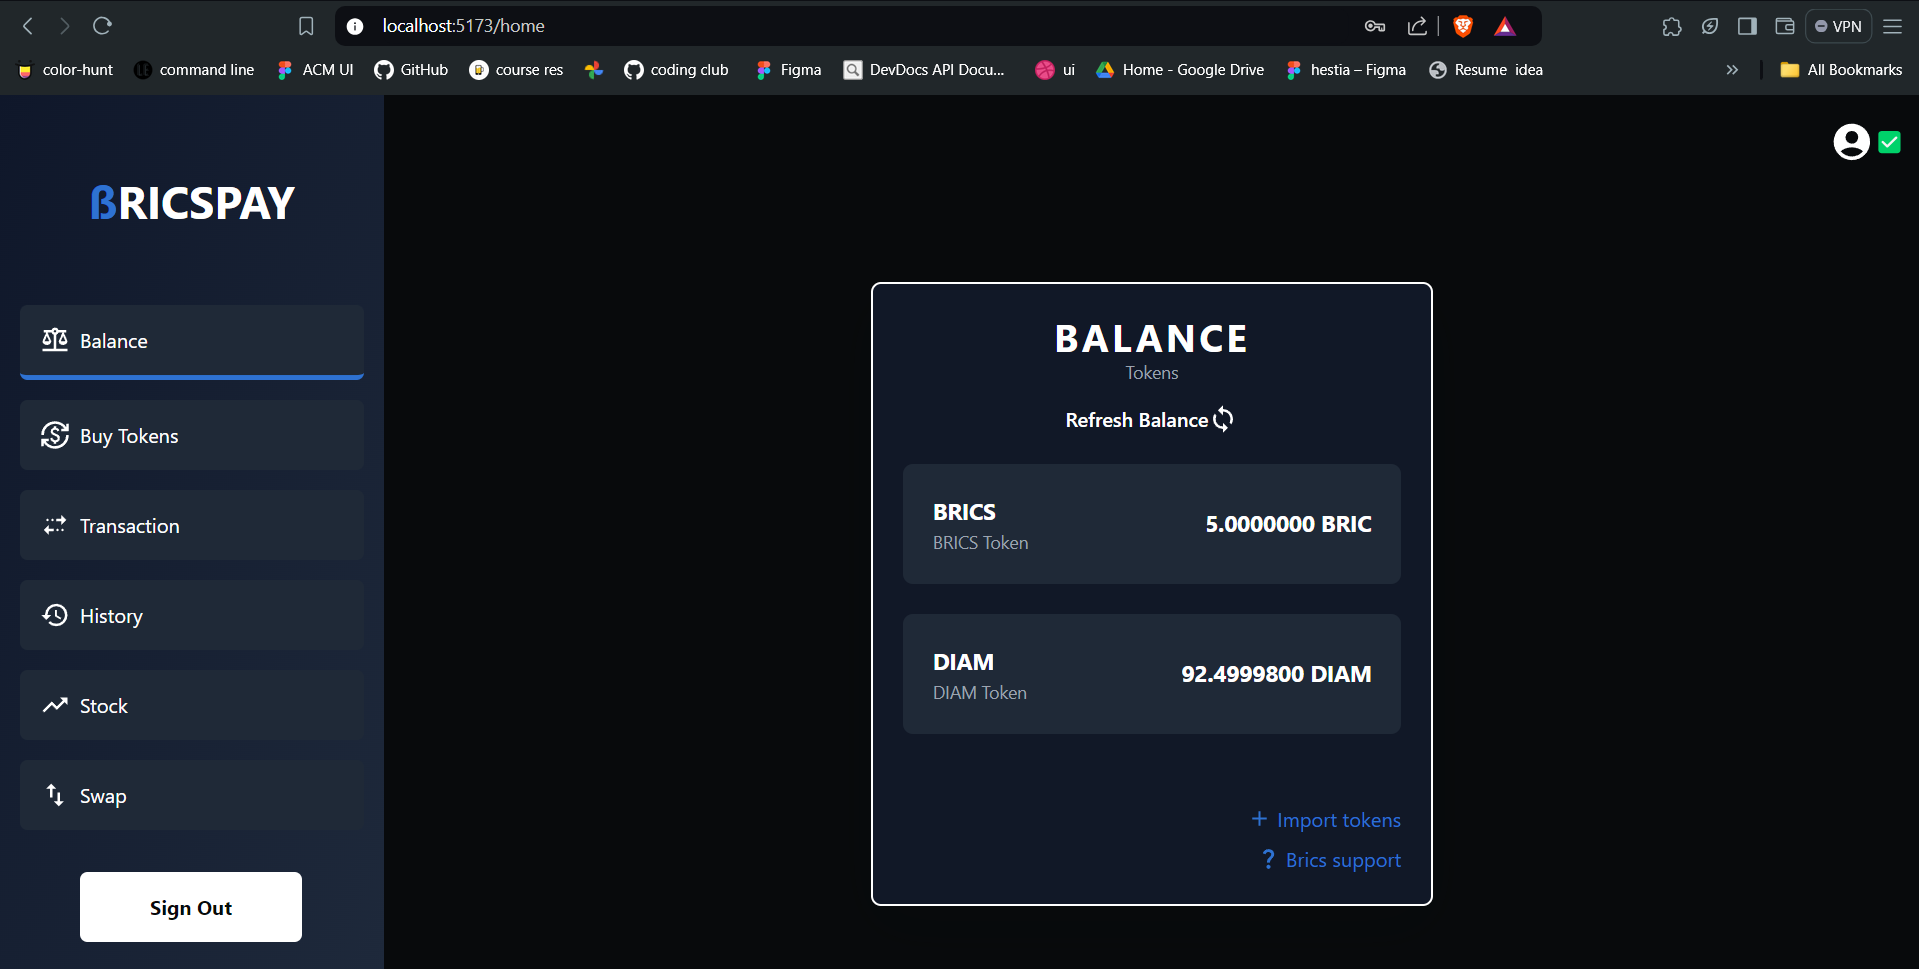 localhost:5173/home
VPN
color-hunt
command line
ACM UI
GitHub
course res
coding club
Figma
DevDocs API Docu...
ui
Home - Google Drive
hestia – Figma
Resume idea
»
All Bookmarks
ßRICSPAY
Balance
Buy Tokens
Transaction
History
Stock
Swap
Sign Out
BALANCE
Tokens
Refresh Balance
BRICS
BRICS Token
5.0000000 BRIC
DIAM
DIAM Token
92.4999800 DIAM
+ Import tokens
? Brics support